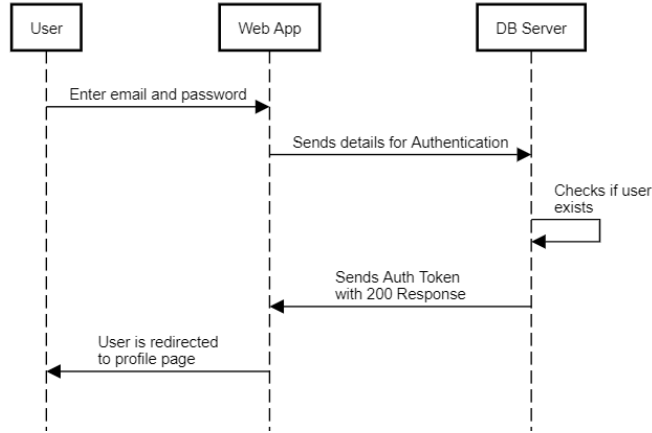 User
Web App
DB Server
Enter email and password
Sends details for Authentication
Checks if user
exists
Sends Auth Token
with 200 Response
User is redirected
to profile page